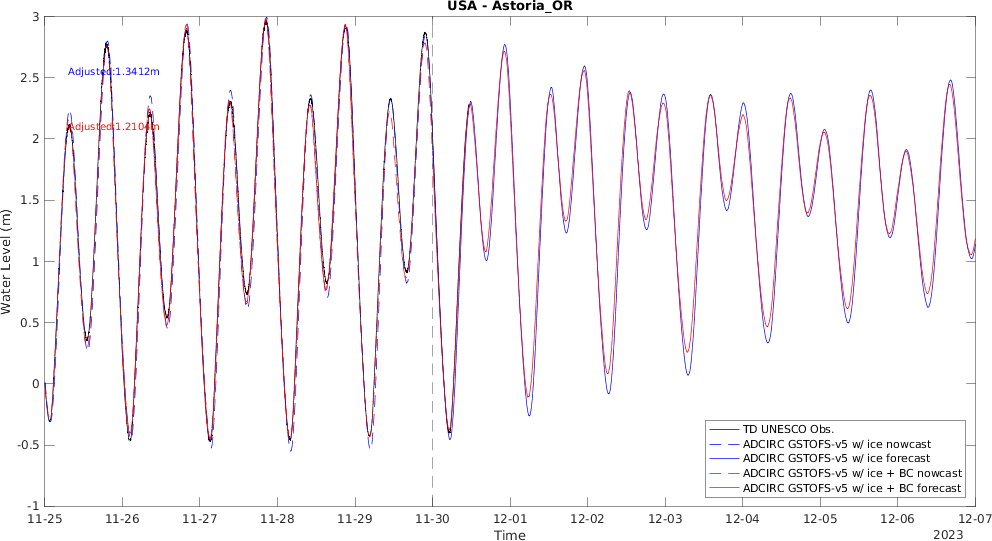 USA - Astoria_OR
3
2.5
2
1.5
1
0.5
0
-0.5
-1
Water Level (m)
Adjusted:1.3412m
Adjusted:1.2104m
TD UNESCO Obs.
ADCIRC GSTOFS-v5 w/ ice nowcast
ADCIRC GSTOFS-v5 w/ ice forecast
ADCIRC GSTOFS-v5 w/ ice + BC nowcast
ADCIRC GSTOFS-v5 w/ ice + BC forecast
11-25 11-26 11-27 11-28 11-29 11-30 12-01 12-02 12-03 12-04 12-05 12-06 12-07
Time
2023